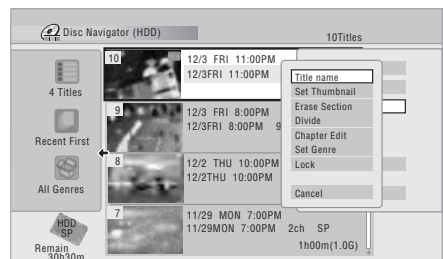 Disc Navigator (HDD)
10Titles
4 Titles
Recent First
All Genres
HDD
SP
Remain
30h30m
10
12/3 FRI 11:00PM
12/3FRI 11:00PM
9
12/3 FRI 8:00PM
12/3FRI 8:00PM 9
8
12/2 THU 10:00PM
12/2THU 10:00PM
7
11/29 MON 7:00PM
11/29MON 7:00PM 2ch SP
1h00m(1.0G)
Title name
Set Thumbnail
Erase Section
Divide
Chapter Edit
Set Genre
Lock
Cancel